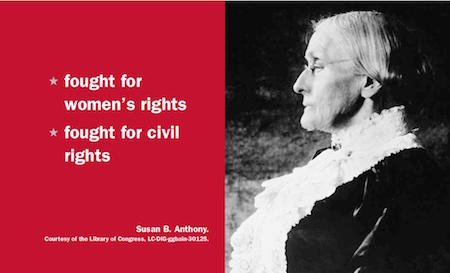 ★ fought for
women's rights
★ fought for civil
rights
Susan B. Anthony.
Courtesy of the Library of Congress, LC-DIG-ggbain-30125.